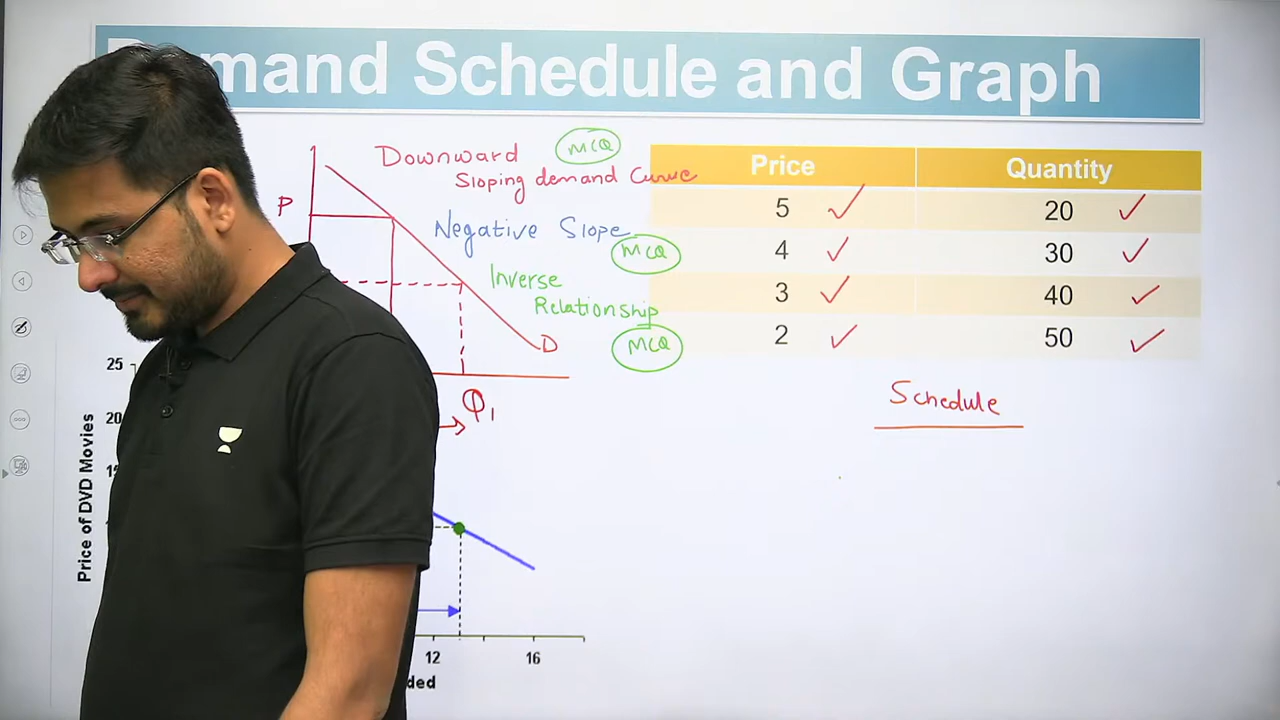 mand Schedule and Graph
Downward
MCQ
Sloping demand Curve
P
Negative Slope
MCQ
Inverse
Relationship
MCQ
D
Q1
Price Quantity
5 20
4 30
3 40
2 50
Schedule
Price of DVD Movies
25
20
12 16
ded